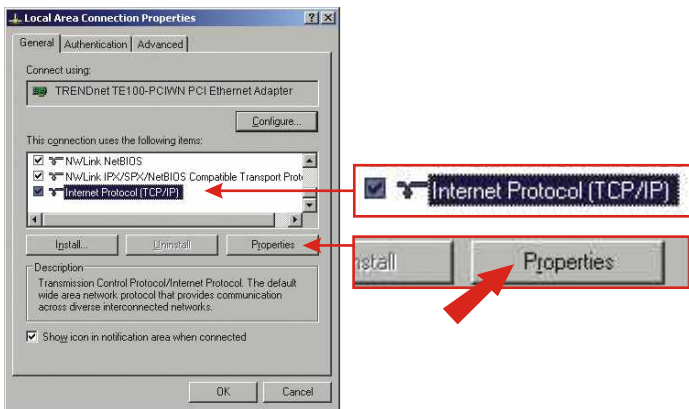 Local Area Connection Properties
General Authentication Advanced
Connect using:
TRENDnet TE100-PCIWN PCI Ethernet Adapter
Configure...
This connection uses the following items:
NWLink NetBIOS
NWLink IPX/SPX/NetBIOS Compatible Transport Prot
Internet Protocol (TCP/IP)
Install... Uninstall Properties
Description
Transmission Control Protocol/Internet Protocol. The default
wide area network protocol that provides communication
across diverse interconnected networks.
Show icon in notification area when connected
OK Cancel
Internet Protocol (TCP/IP)
nstall Properties